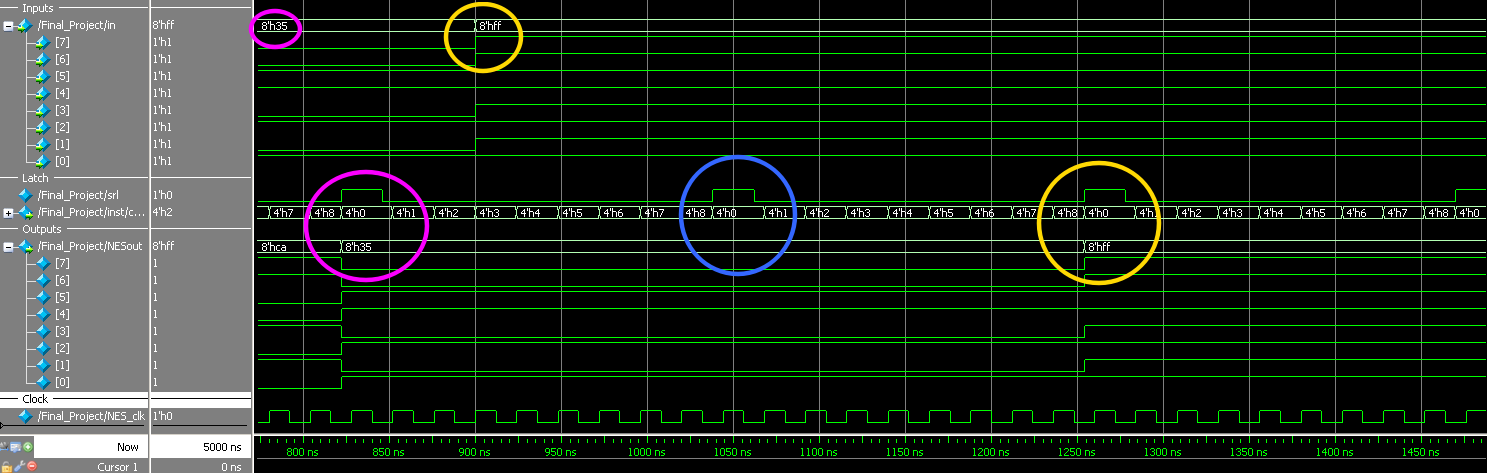 Inputs
/Final_Project/in 8'hff 8'h35 8'hff
[7] 1'h1
[6] 1'h1
[5] 1'h1
[4] 1'h1
[3] 1'h1
[2] 1'h1
[1] 1'h1
[0] 1'h1
Latch
/Final_Project/srl 1'h0
/Final_Project/inst/c... 4'h2 4'h7 4'h8 4'h0 4'h1 4'h2 4'h3 4'h4 4'h5 4'h6 4'h7 4'h8 4'h0 4'h1 4'h2 4'h3 4'h4 4'h5 4'h6 4'h7 4'h8 4'h0 4'h1 4'h2 4'h3 4'h4 4'h5 4'h6 4'h7 4'h8 4'h0
Outputs
/Final_Project/NESout 8'hff 8'hca 8'h35 8'hff
[7] 1
[6] 1
[5] 1
[4] 1
[3] 1
[2] 1
[1] 1
[0] 1
Clock
/Final_Project/NES_clk 1'h0
Now 5000 ns 800 ns 850 ns 900 ns 950 ns 1000 ns 1050 ns 1100 ns 1150 ns 1200 ns 1250 ns 1300 ns 1350 ns 1400 ns 1450 ns
Cursor 1 0 ns